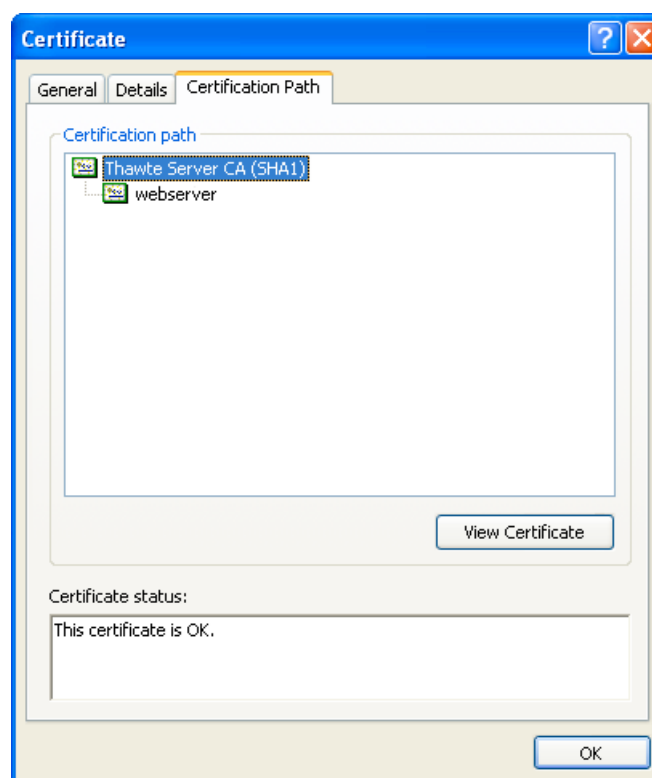 Certificate
General Details Certification Path
Certification path
Thawte Server CA (SHA1)
webserver
View Certificate
Certificate status:
This certificate is OK.
OK